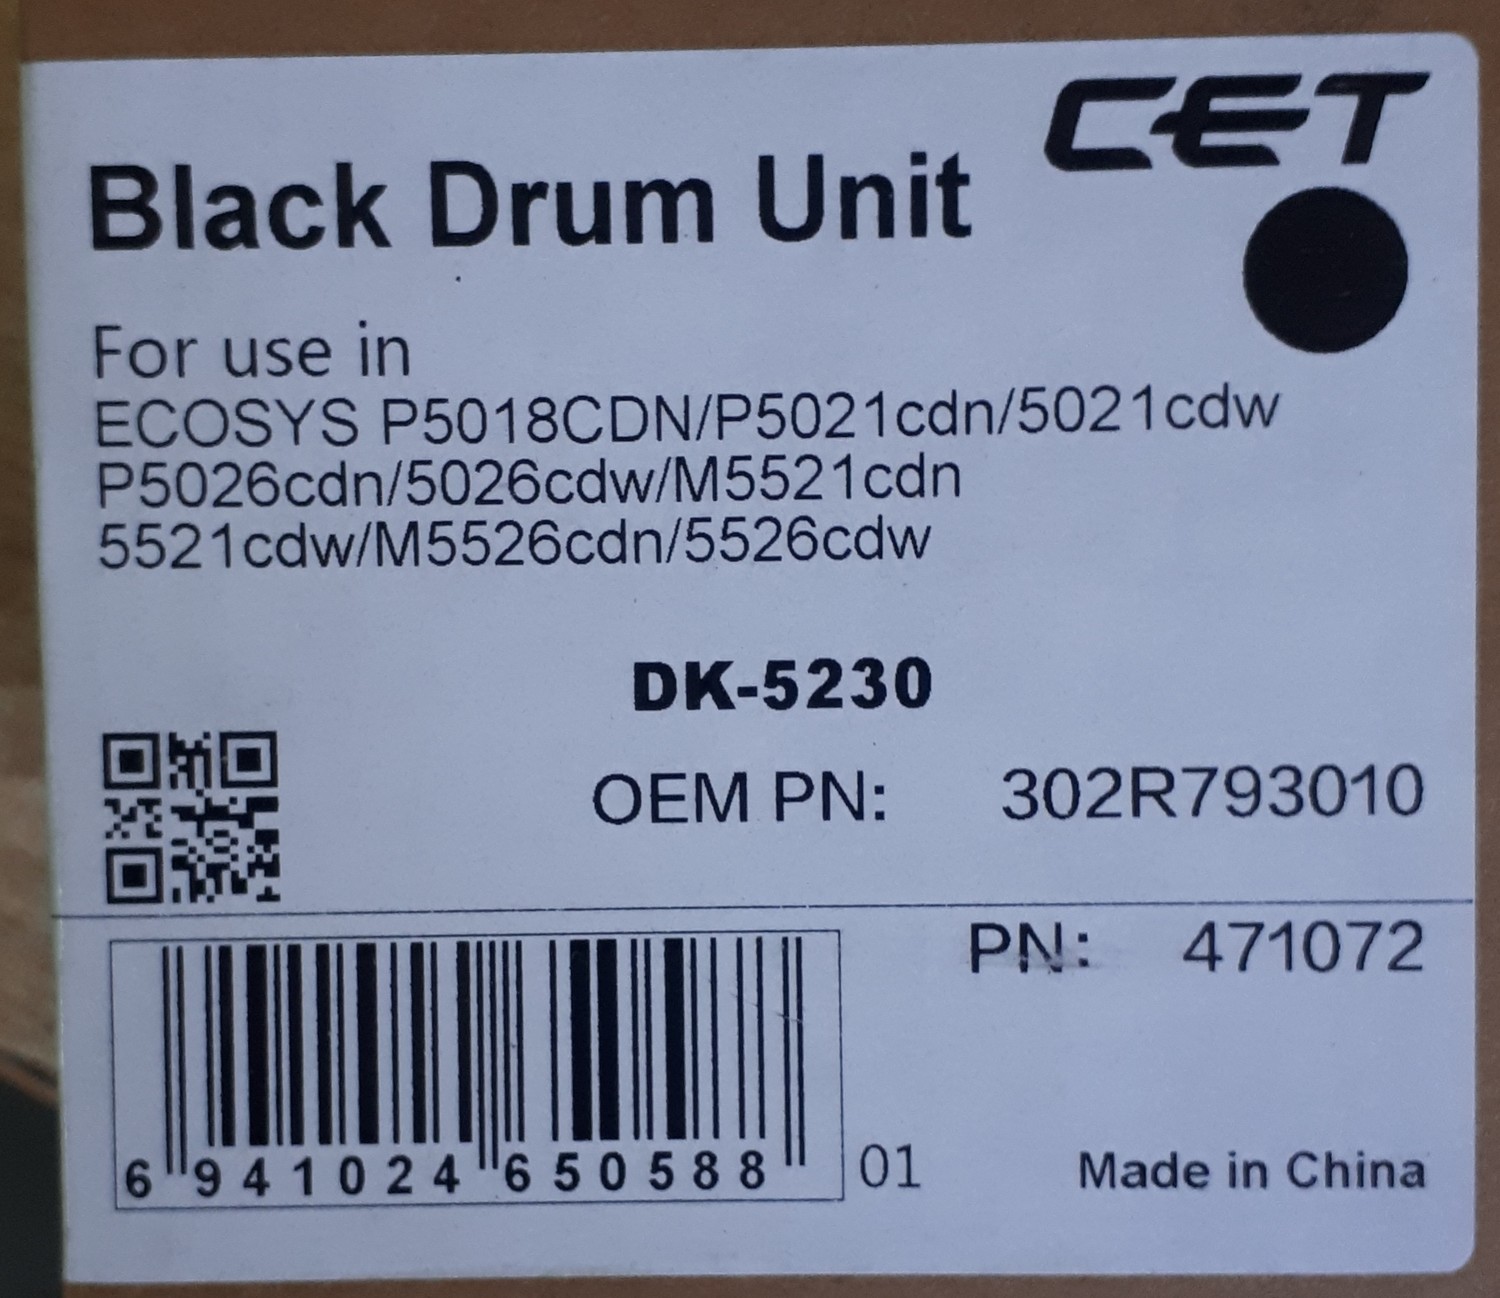 CET
Black Drum Unit
For use in
ECOSYS P5018CDN/P5021cdn/5021cdw
P5026cdn/5026cdw/M5521cdn
5521cdw/M5526cdn/5526cdw
DK-5230
OEM PN: 302R793010
PN: 471072
6 941024 650588 01
Made in China